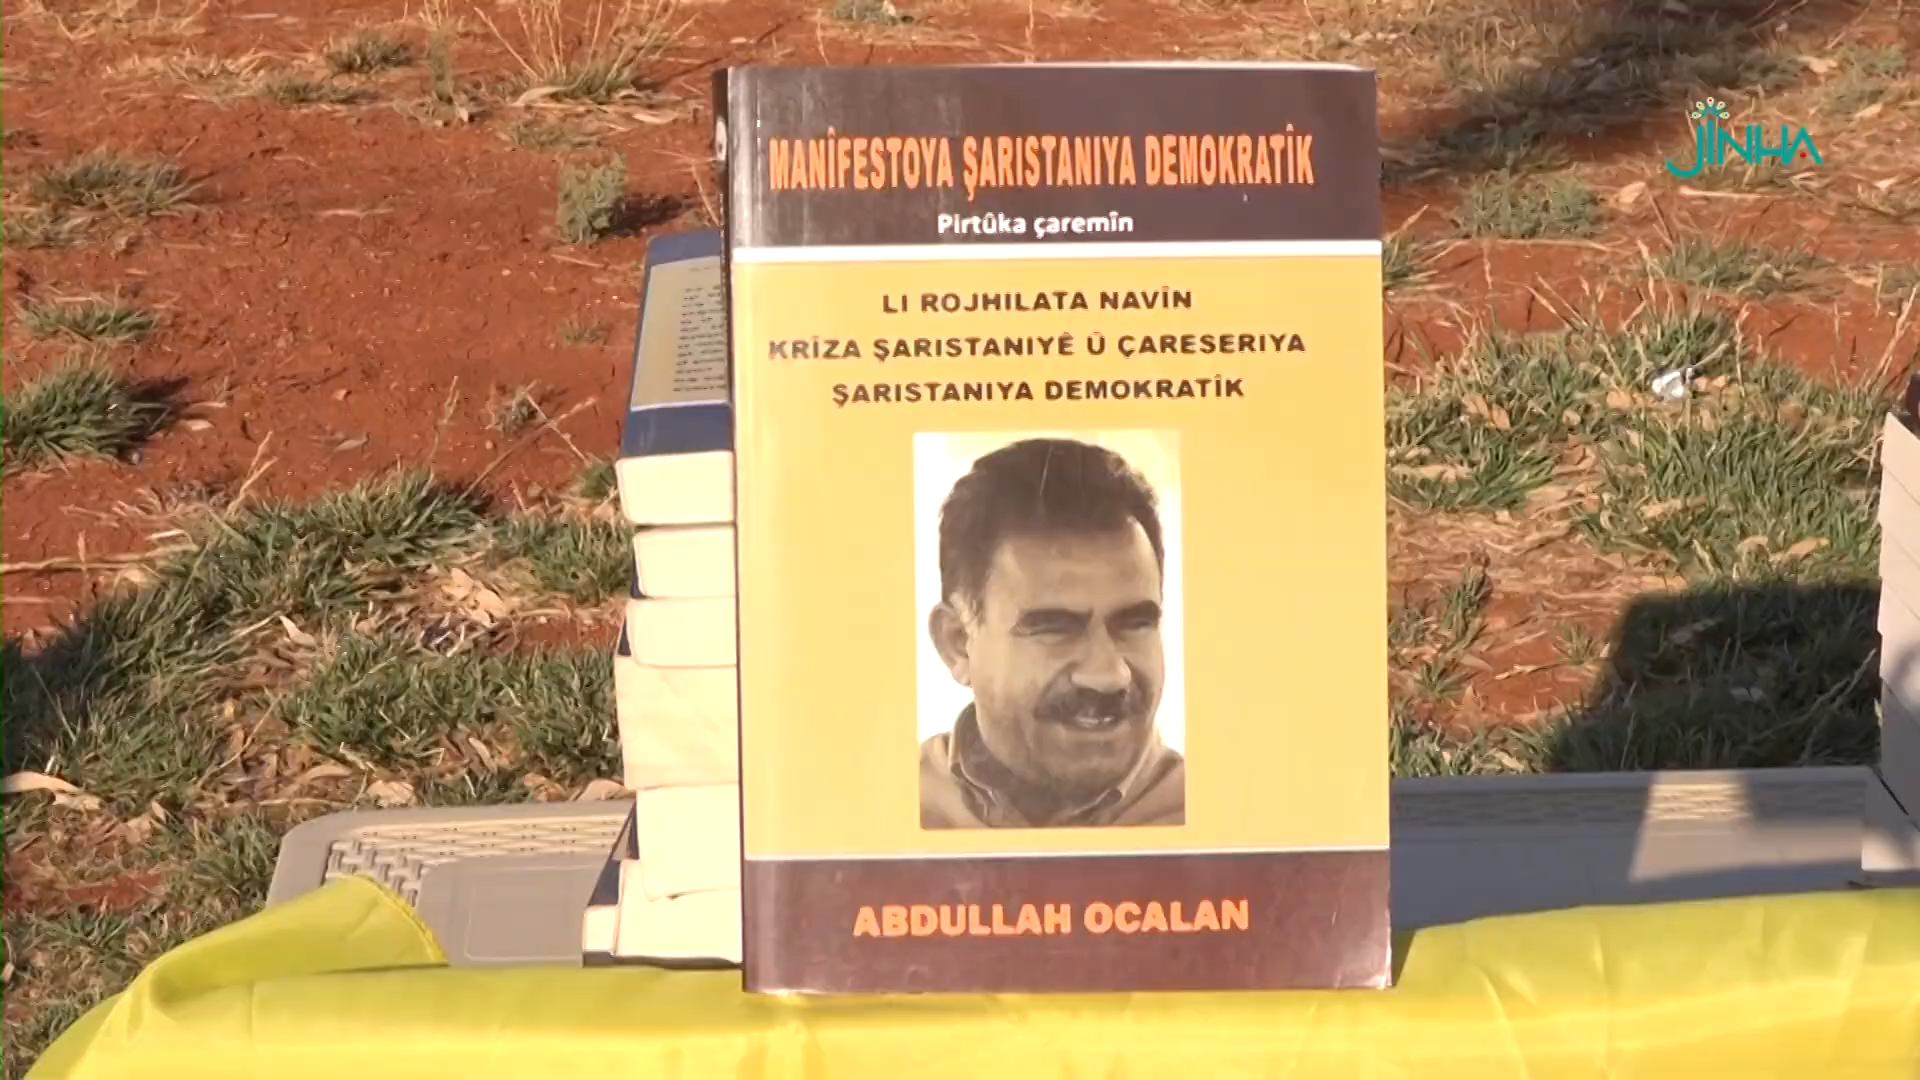 MANÎFESTOYA ŞARISTANIYA DEMOKRATÎK
Pirtûka çaremîn
LI ROJHILATA NAVÎN
KRÎZA ŞARISTANIYÊ Û ÇARESERIYA
ŞARISTANIYA DEMOKRATÎK
ABDULLAH OCALAN
JINHA